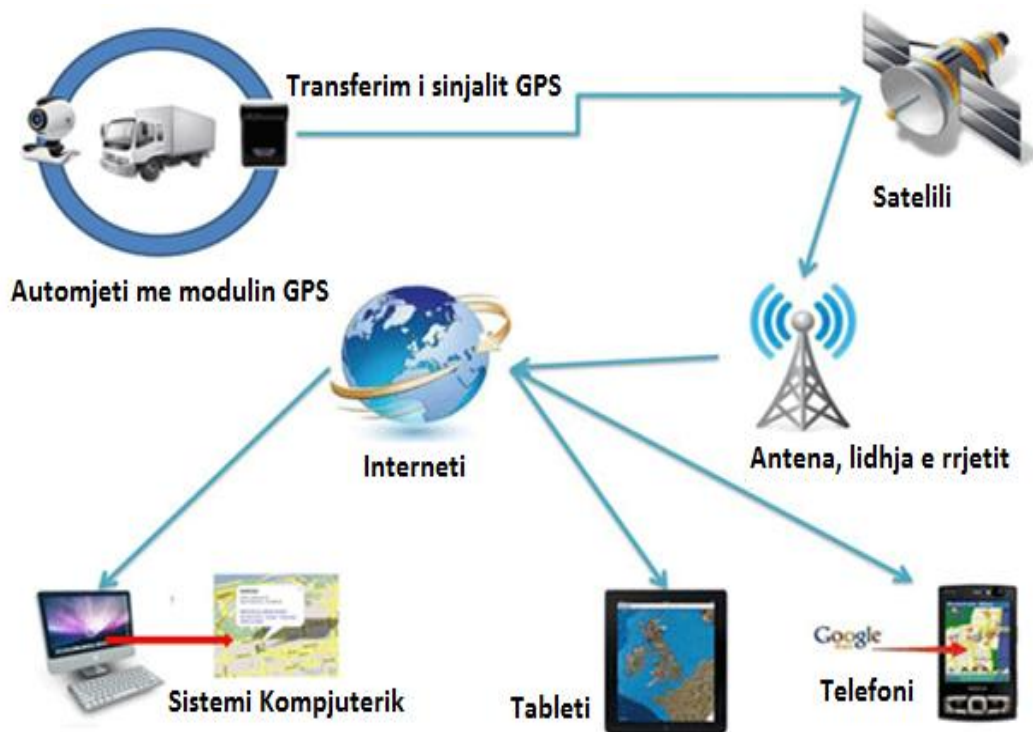 Transferim i sinjalit GPS
Satelili
Automjeti me modulin GPS
Interneti
Antena, lidhja e rrjetit
Google
Sistemi Kompjuterik
Tableti
Telefoni